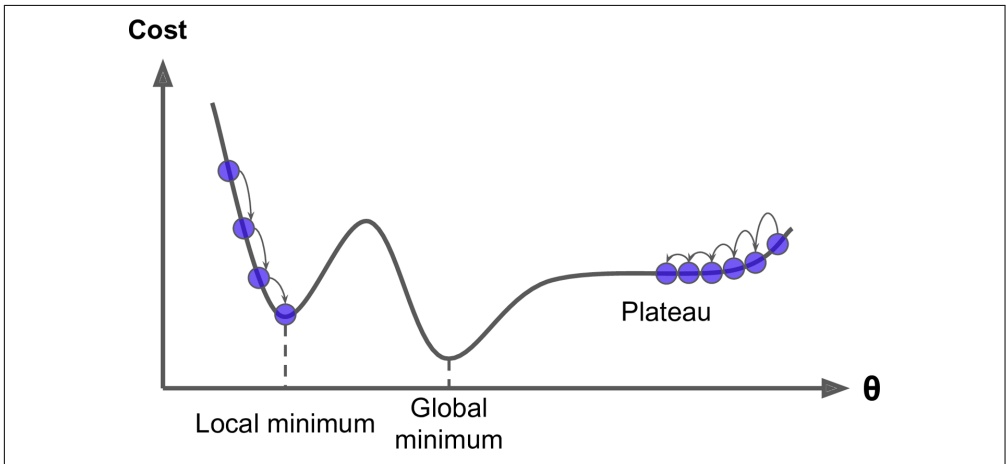 Cost
Plateau
θ
Local minimum
Global
minimum